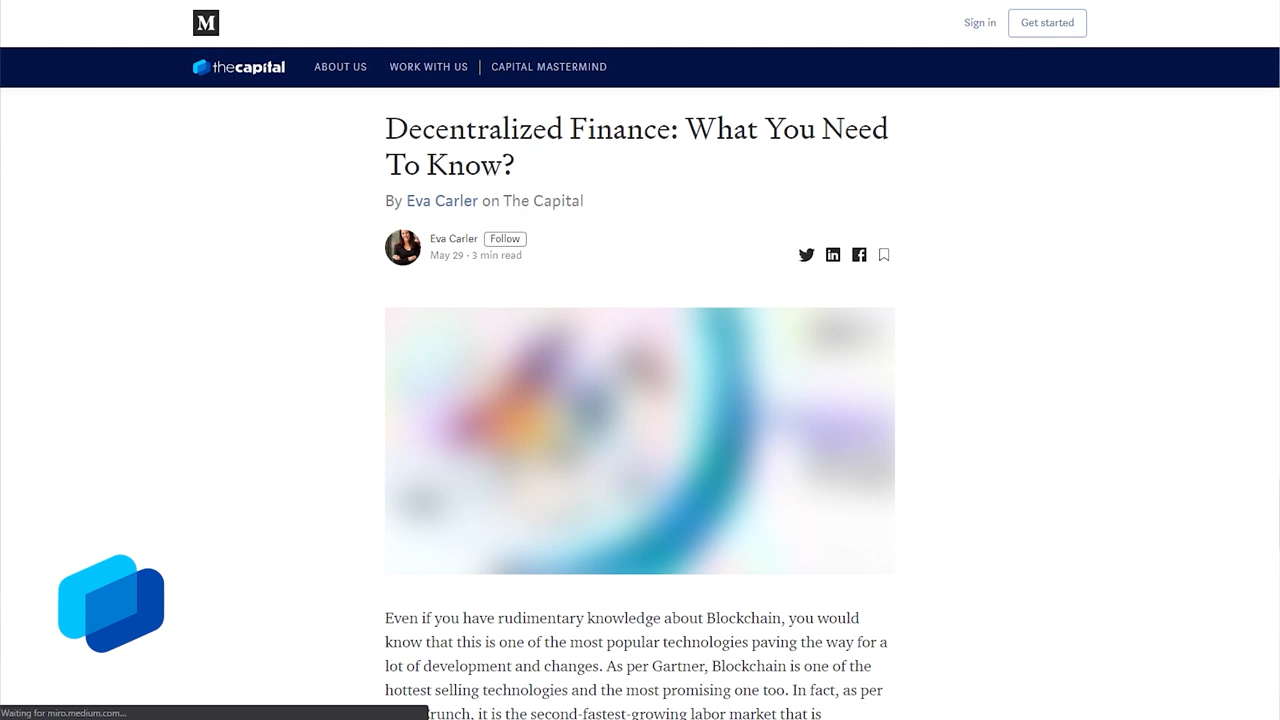 M
Sign in
Get started
thecapital
ABOUT US
WORK WITH US
CAPITAL MASTERMIND
Decentralized Finance: What You Need
To Know?
By Eva Carler on The Capital
Eva Carler Follow
May 29 · 3 min read
Even if you have rudimentary knowledge about Blockchain, you would
know that this is one of the most popular technologies paving the way for a
lot of development and changes. As per Gartner, Blockchain is one of the
hottest selling technologies and the most promising one too. In fact, as per
it is the second-fastest-growing labor market that is
Waiting for miro.medium.com...